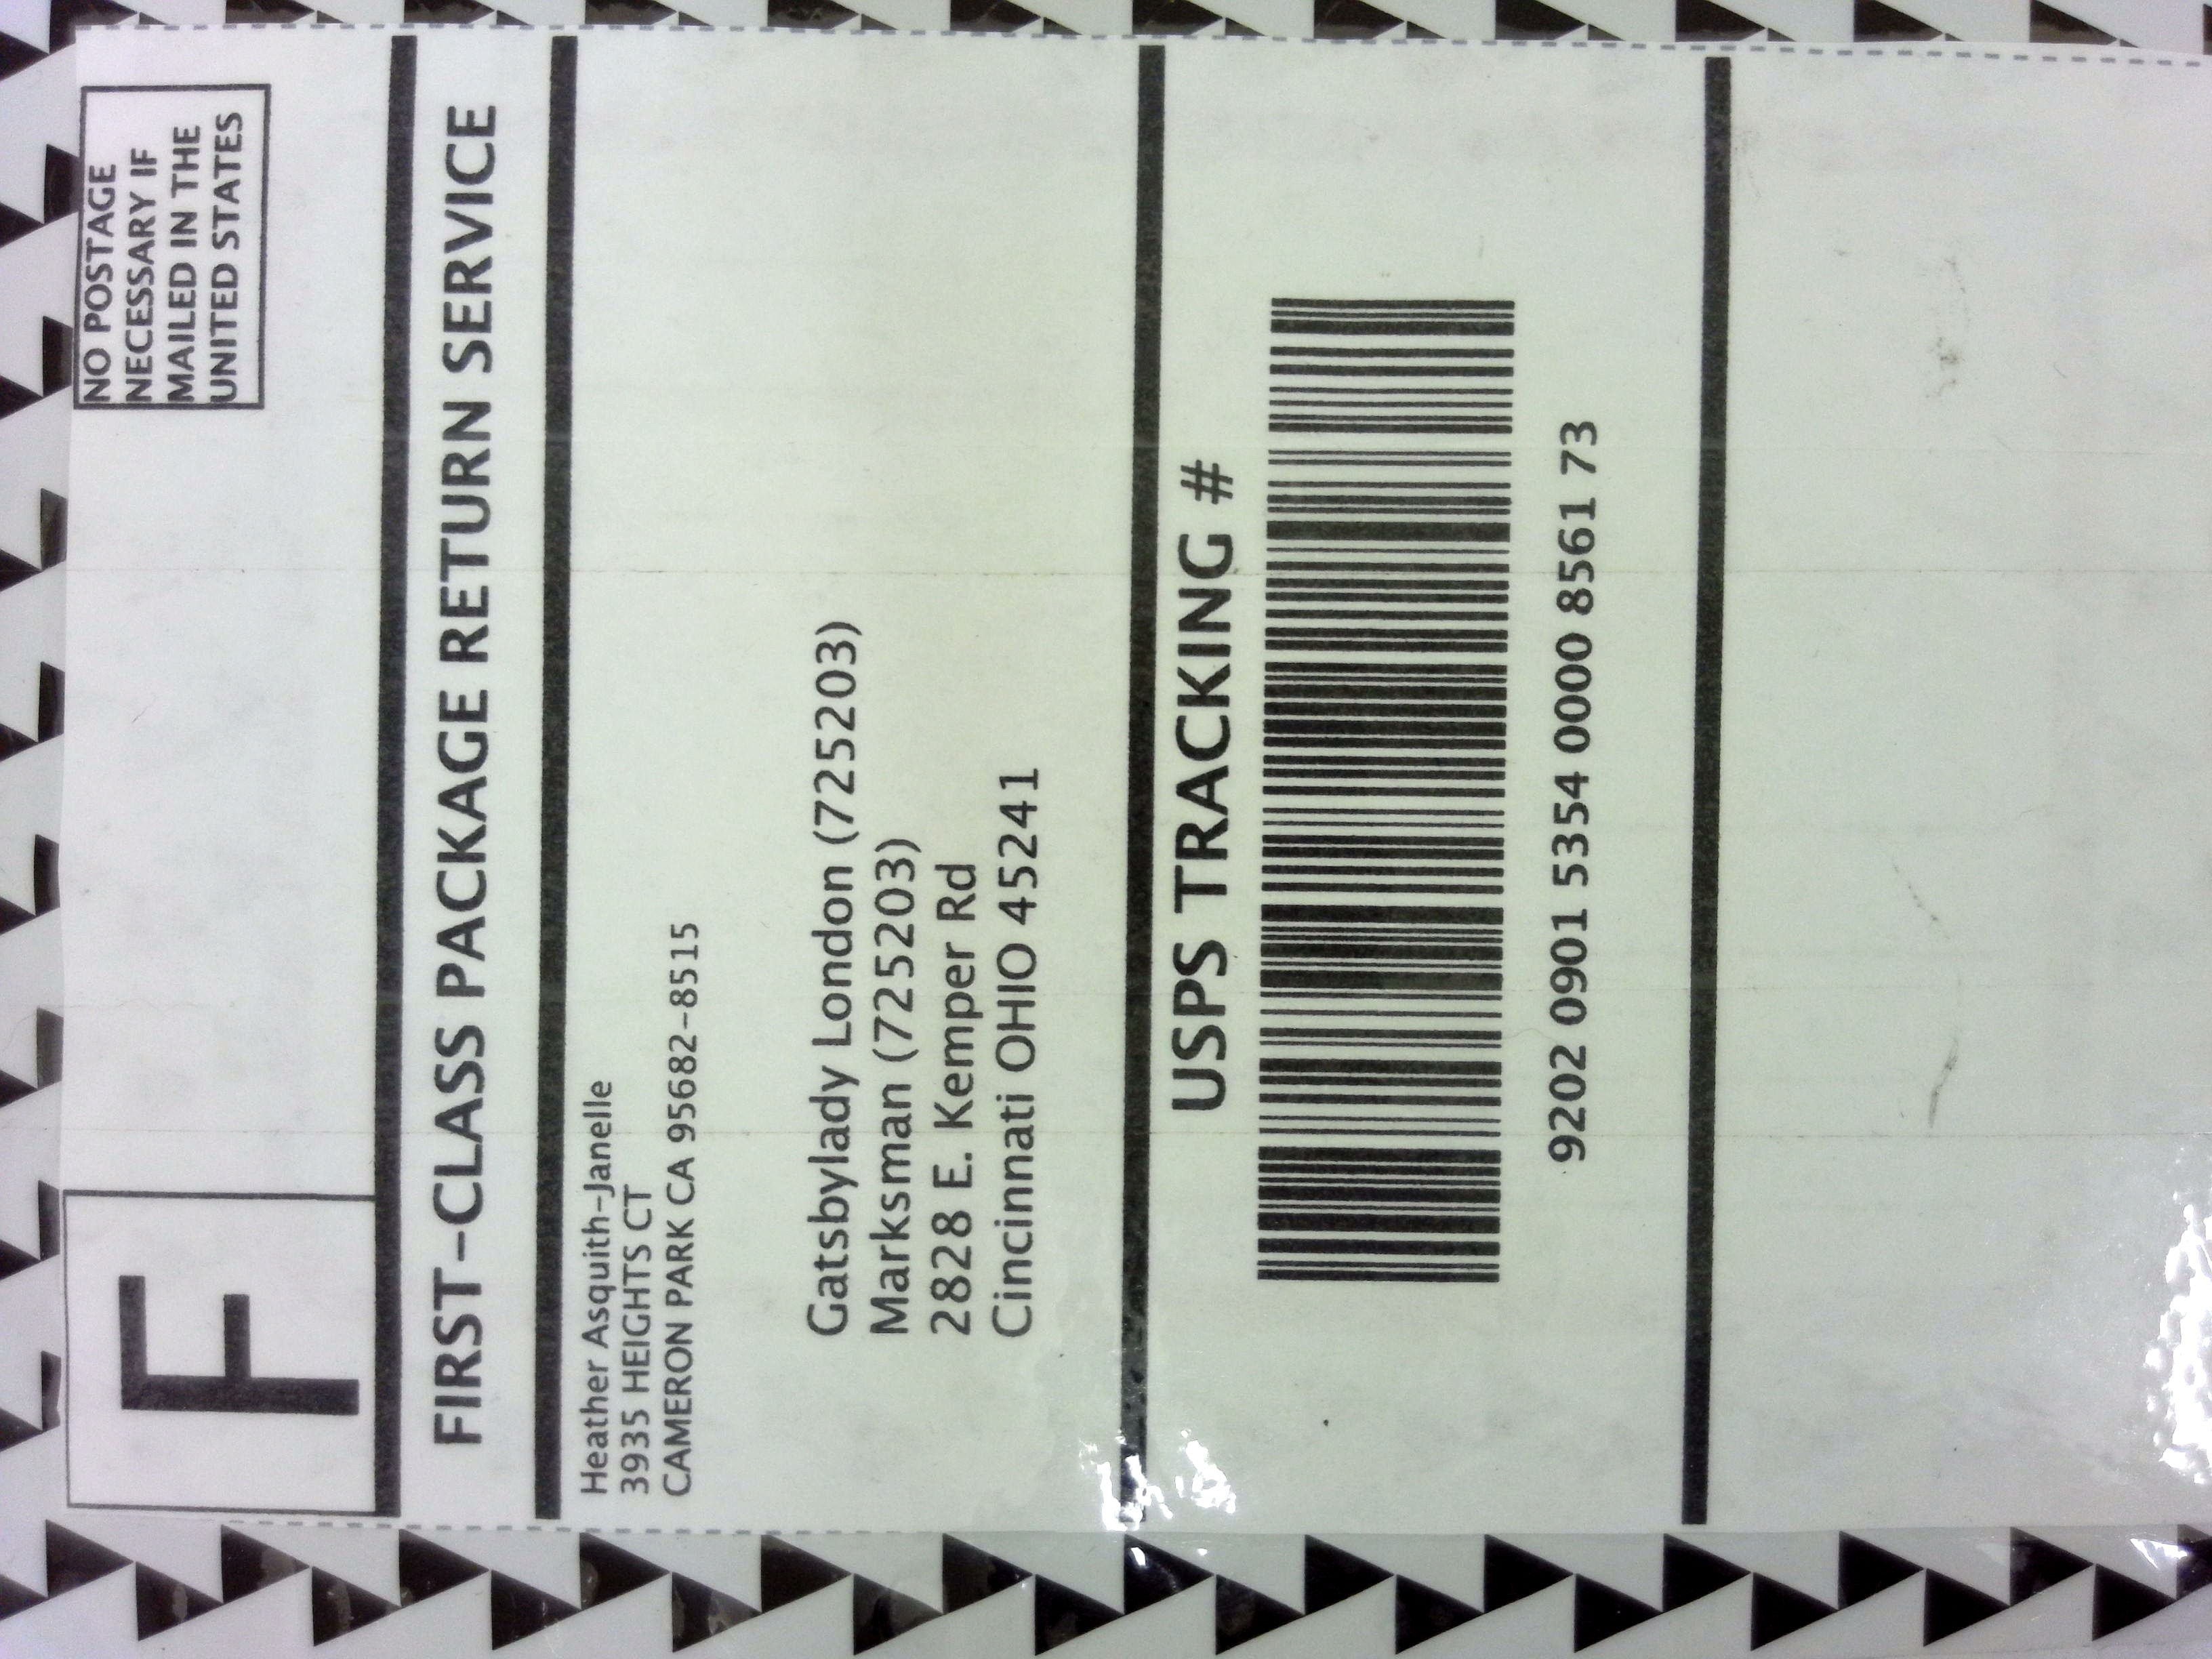 F
NO POSTAGE
NECESSARY IF
MAILED IN THE
UNITED STATES
FIRST-CLASS PACKAGE RETURN SERVICE
Heather Asquith-Janelle
3935 HEIGHTS CT
CAMERON PARK CA 95682-8515
Gatsbylady London (725203)
Marksman (725203)
2828 E. Kemper Rd
Cincinnati OHIO 45241
USPS TRACKING #
9202 0901 5354 0000 8561 73